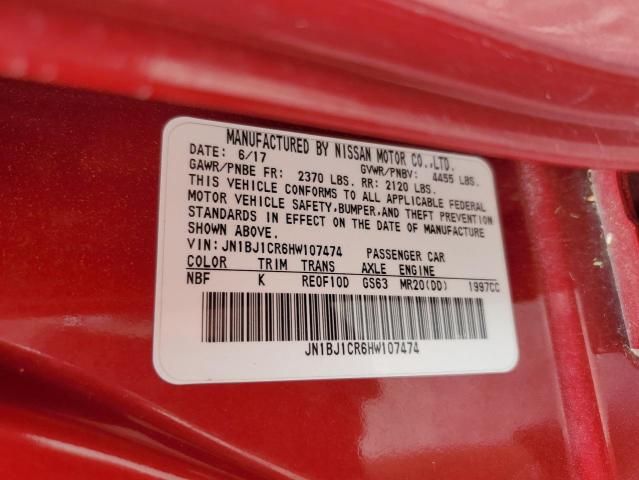 MANUFACTURED BY NISSAN MOTOR CO.,LTD.
DATE: 6/17 GVWR/PNBV: 4455 LBS.
GAWR/PNBE FR: 2370 LBS. RR: 2120 LBS.
THIS VEHICLE CONFORMS TO ALL APPLICABLE FEDERAL
MOTOR VEHICLE SAFETY,BUMPER,AND THEFT PREVENTION
STANDARDS IN EFFECT ON THE DATE OF MANUFACTURE
SHOWN ABOVE.
VIN: JN1BJ1CR6HW107474 PASSENGER CAR
COLOR TRIM TRANS AXLE ENGINE
NBF K RE0F10D GS63 MR20(DD) 1997CC
JN1BJ1CR6HW107474